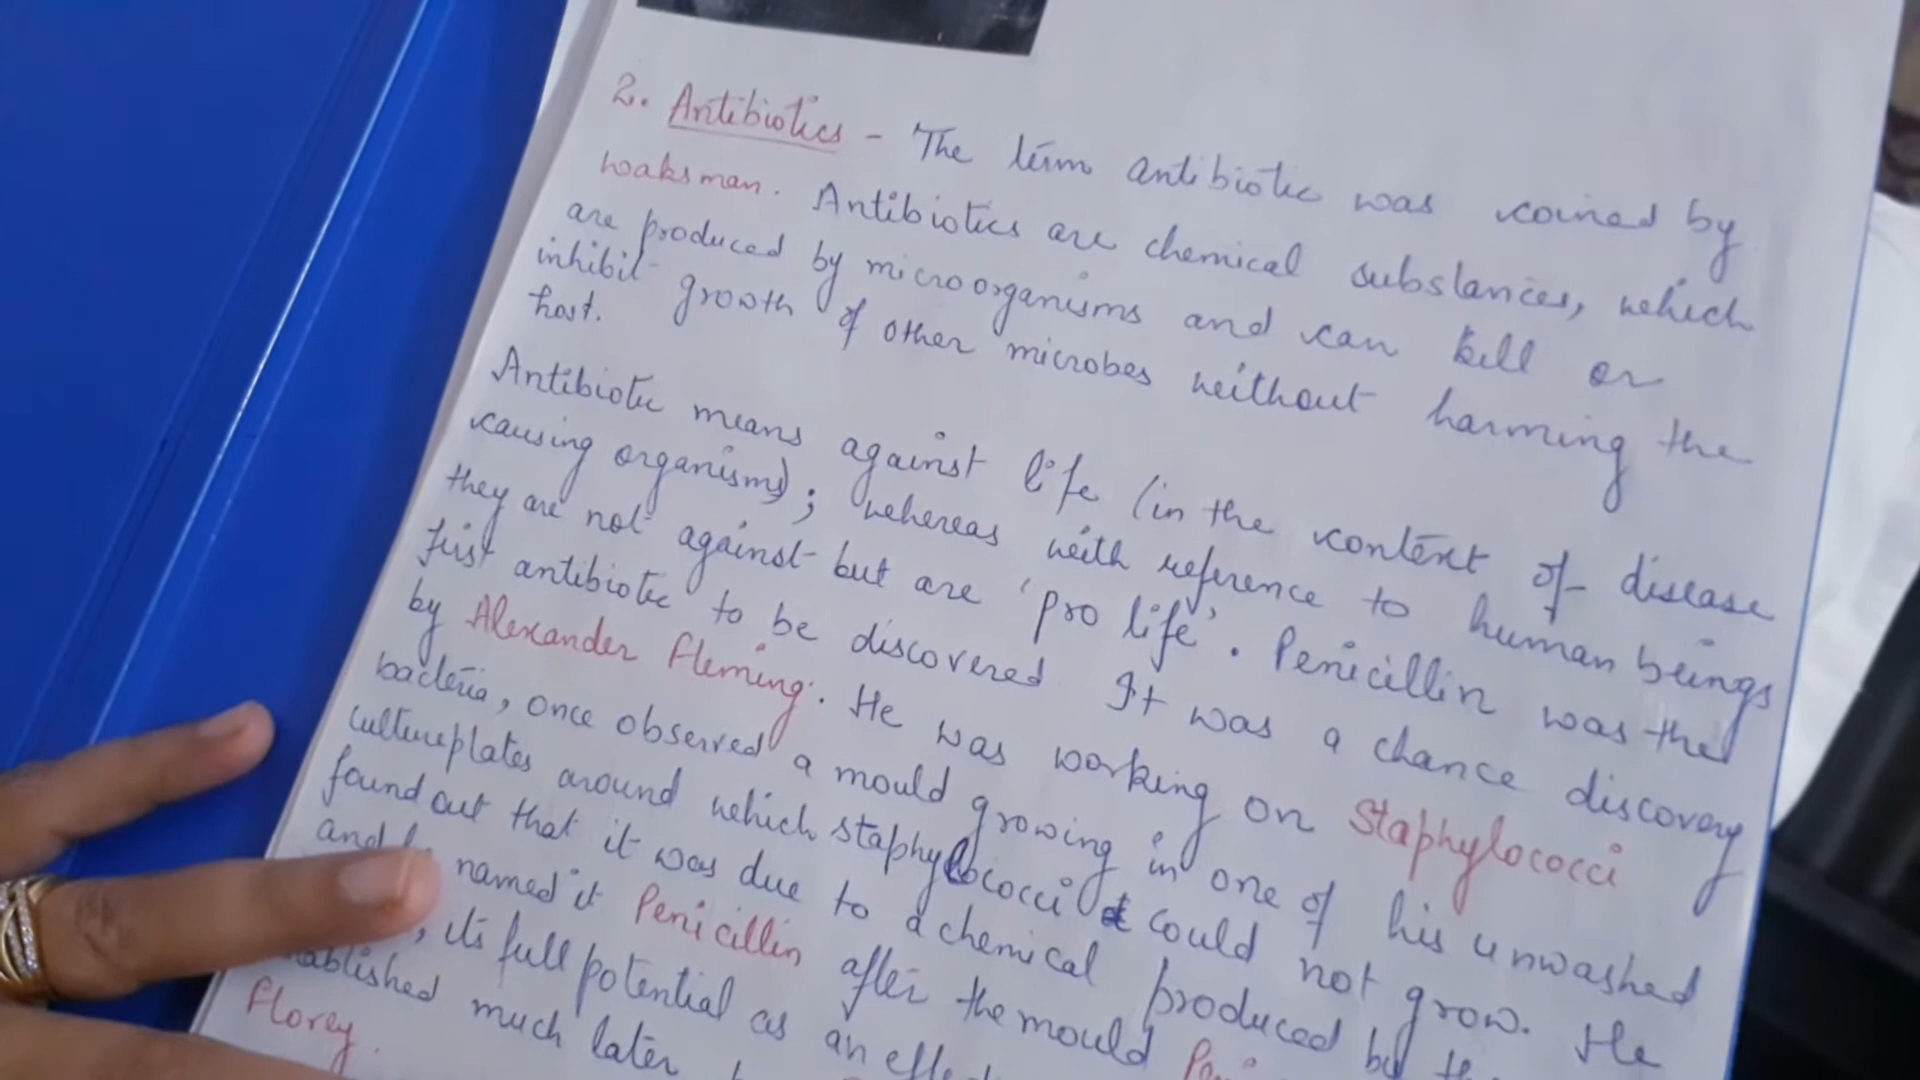 2. Antibiotics - The term antibiotic was coined by
Waksman. Antibiotics are chemical substances, which
are produced by microorganisms and can kill or
inhibit growth of other microbes without harming the
host.
Antibiotic means against life (in the context of disease
causing organisms); whereas with reference to human beings
they are not against but are 'pro life'. Penicillin was the
first antibiotic to be discovered It was a chance discovery
by Alexander Fleming. He was working on Staphylococci
bacteria, once observed a mould growing in one of his unwashed
cultureplates around which staphylococci could not grow. He
found out that it was due to a chemical produced by
and named it Penicillin after the mould
, its full potential as an
much later
Florey.